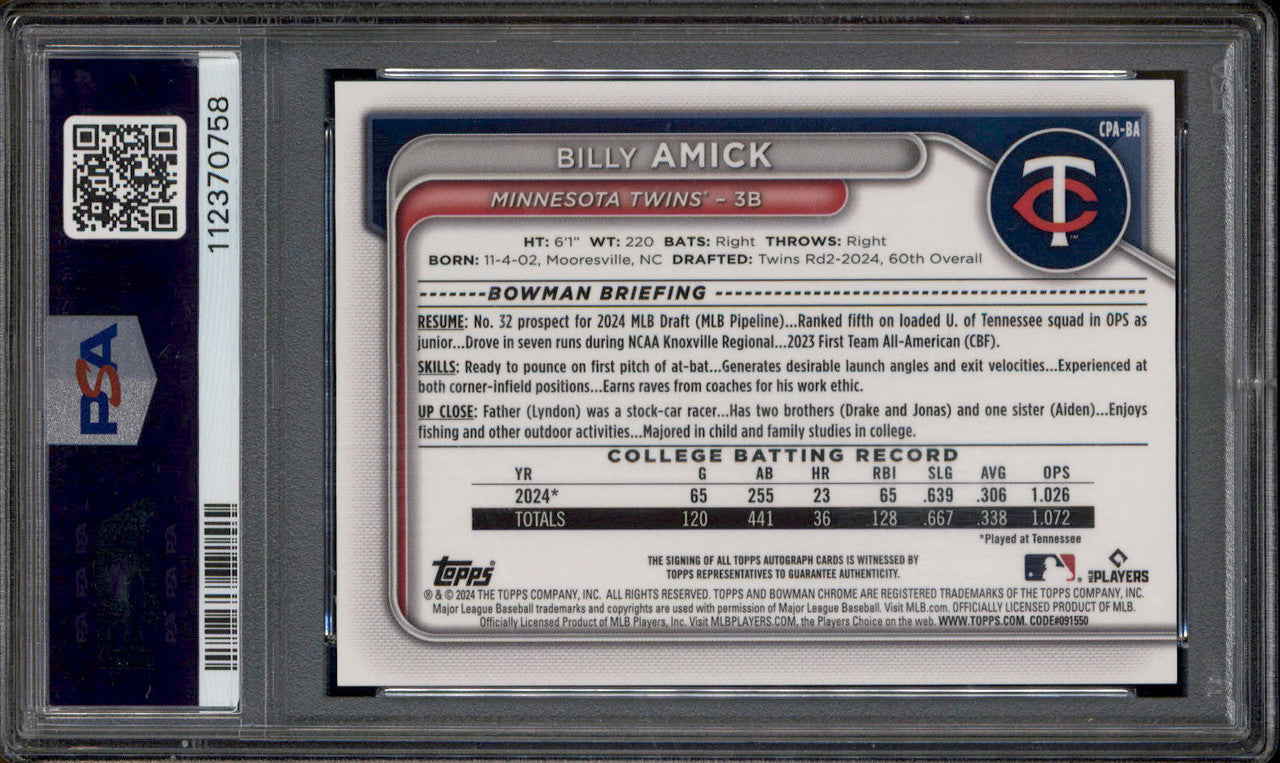 112370758
PSA
CPA-BA
BILLY AMICK
MINNESOTA TWINS® - 3B
TC
HT: 6'1" WT: 220 BATS: Right THROWS: Right
BORN: 11-4-02, Mooresville, NC DRAFTED: Twins Rd2-2024, 60th Overall
BOWMAN BRIEFING
RESUME: No. 32 prospect for 2024 MLB Draft (MLB Pipeline)...Ranked fifth on loaded U. of Tennessee squad in OPS as
junior...Drove in seven runs during NCAA Knoxville Regional...2023 First Team All-American (CBF).
SKILLS: Ready to pounce on first pitch of at-bat...Generates desirable launch angles and exit velocities...Experienced at
both corner-infield positions...Earns raves from coaches for his work ethic.
UP CLOSE: Father (Lyndon) was a stock-car racer...Has two brothers (Drake and Jonas) and one sister (Aiden)...Enjoys
fishing and other outdoor activities...Majored in child and family studies in college.
COLLEGE BATTING RECORD
YR G AB HR RBI SLG AVG OPS
2024* 65 255 23 65 .639 .306 1.026
TOTALS 120 441 36 128 .667 .338 1.072
*Played at Tennessee
Topps®
THE SIGNING OF ALL TOPPS AUTOGRAPH CARDS IS WITNESSED BY
TOPPS REPRESENTATIVES TO GUARANTEE AUTHENTICITY.
MLB PLAYERS
® & © 2024 THE TOPPS COMPANY, INC. ALL RIGHTS RESERVED. TOPPS AND BOWMAN CHROME ARE REGISTERED TRADEMARKS OF THE TOPPS COMPANY, INC.
Major League Baseball trademarks and copyrights are used with permission of Major League Baseball. Visit MLB.com. OFFICIALLY LICENSED PRODUCT OF MLB.
Officially Licensed Product of MLB Players, Inc. Visit MLBPLAYERS.COM, the Players Choice on the web. WWW.TOPPS.COM. CODE#091550